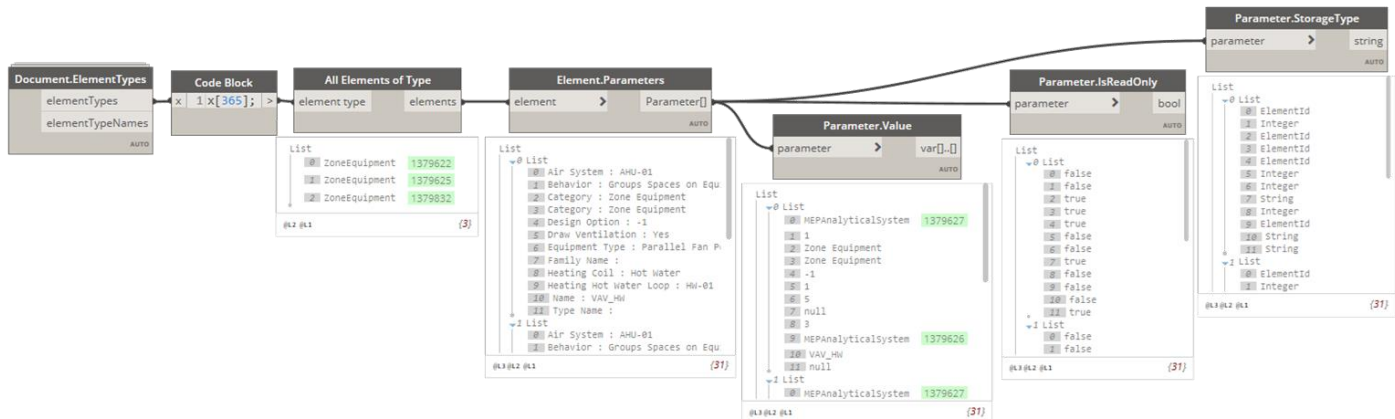 Document.ElementTypes
elementTypes
elementTypeNames
AUTO
Code Block
x 1 x[365]; >
All Elements of Type
element type elements
List
0 ZoneEquipment 1379622
1 ZoneEquipment 1379625
2 ZoneEquipment 1379832
@L2 @L1 {3}
Element.Parameters
element > Parameter[]
AUTO
List
0 List
0 Air System : AHU-01
1 Behavior : Groups Spaces on Equ
2 Category : Zone Equipment
3 Category : Zone Equipment
4 Design Option : -1
5 Draw Ventilation : Yes
6 Equipment Type : Parallel Fan P
7 Family Name :
8 Heating Coil : Hot Water
9 Heating Hot Water Loop : HW-01
10 Name : VAV_HW
11 Type Name :
1 List
0 Air System : AHU-01
1 Behavior : Groups Spaces on Equ
@L3 @L2 @L1 {31}
Parameter.Value
parameter > var[]..[]
AUTO
List
0 List
0 MEPAnalyticalSystem 1379627
1 1
2 Zone Equipment
3 Zone Equipment
4 -1
5 1
6 5
7 null
8 3
9 MEPAnalyticalSystem 1379626
10 VAV_HW
11 null
1 List
0 MEPAnalyticalSystem 1379627
@L3 @L2 @L1 {31}
Parameter.IsReadOnly
parameter > bool
AUTO
List
0 List
0 false
1 false
2 true
3 true
4 true
5 false
6 false
7 true
8 false
9 false
10 false
11 true
1 List
0 false
1 false
@L3 @L2 @L1 {31}
Parameter.StorageType
parameter > string
AUTO
List
0 List
0 ElementId
1 Integer
2 ElementId
3 ElementId
4 ElementId
5 Integer
6 Integer
7 String
8 Integer
9 ElementId
10 String
11 String
1 List
0 ElementId
1 Integer
@L3 @L2 @L1 {31}